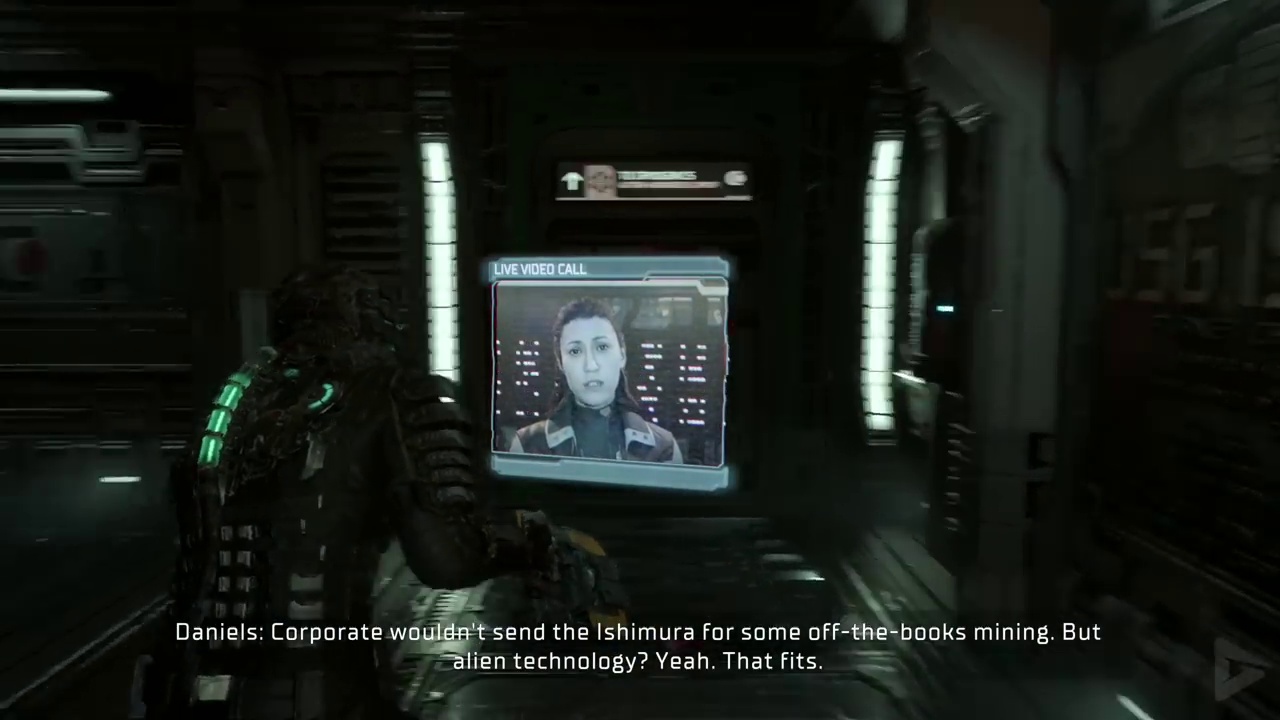 LIVE VIDEO CALL
Daniels: Corporate wouldn't send the Ishimura for some off-the-books mining. But
alien technology? Yeah. That fits.